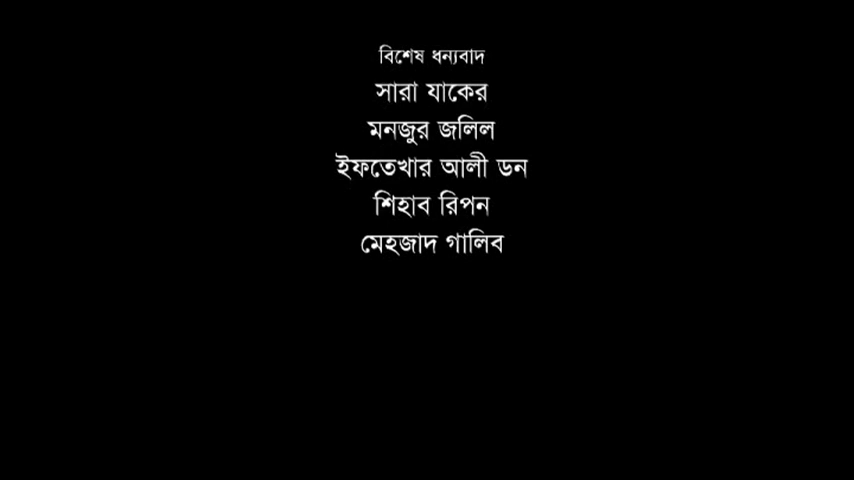 বিশেষ ধন্যবাদ
সারা যাকের
মনজুর জলিল
ইফতেখার আলী ডন
শিহাব রিপন
মেহজাদ গালিব